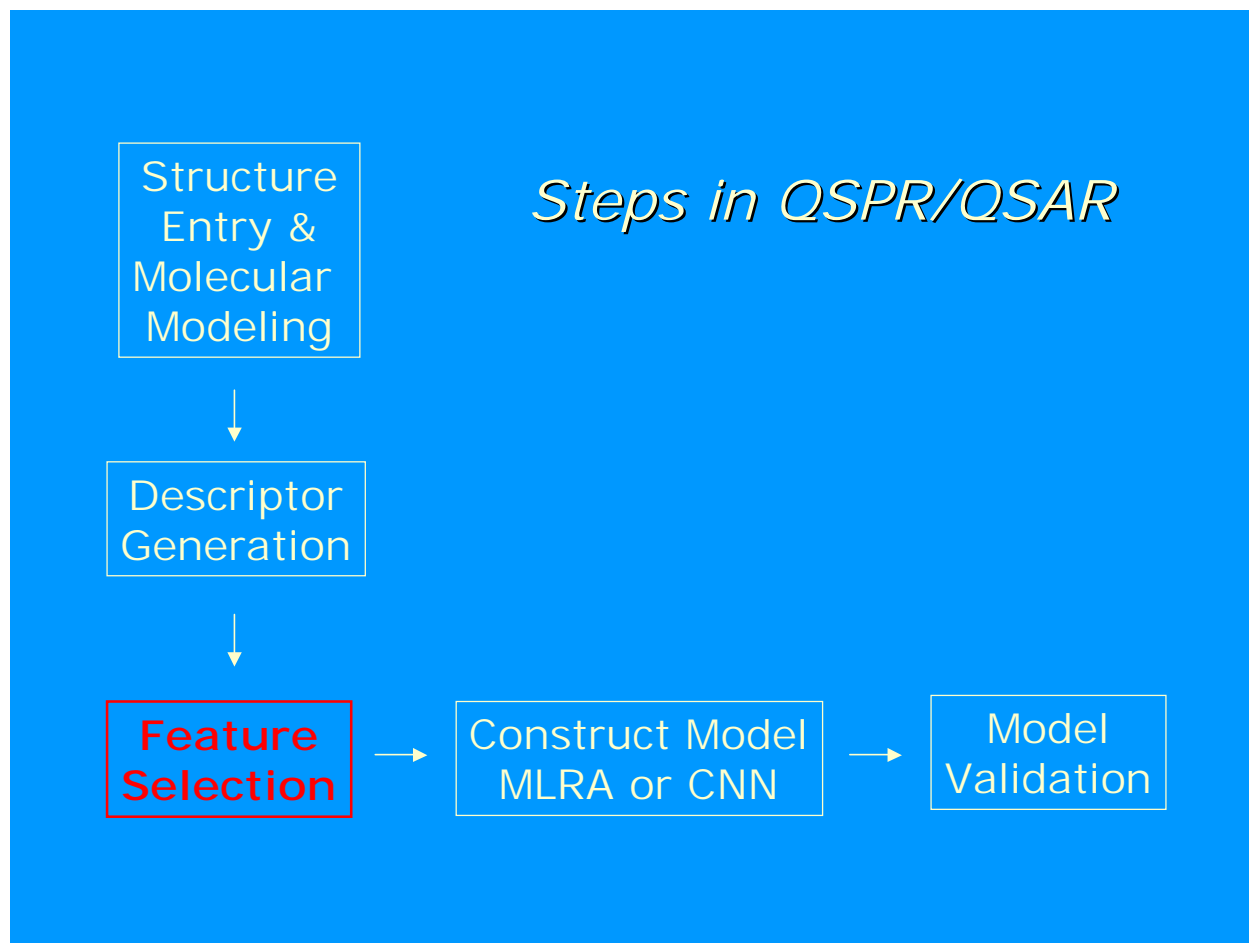 Steps in QSPR/QSAR
Structure
Entry &
Molecular
Modeling
Descriptor
Generation
Feature
Selection
Construct Model
MLRA or CNN
Model
Validation